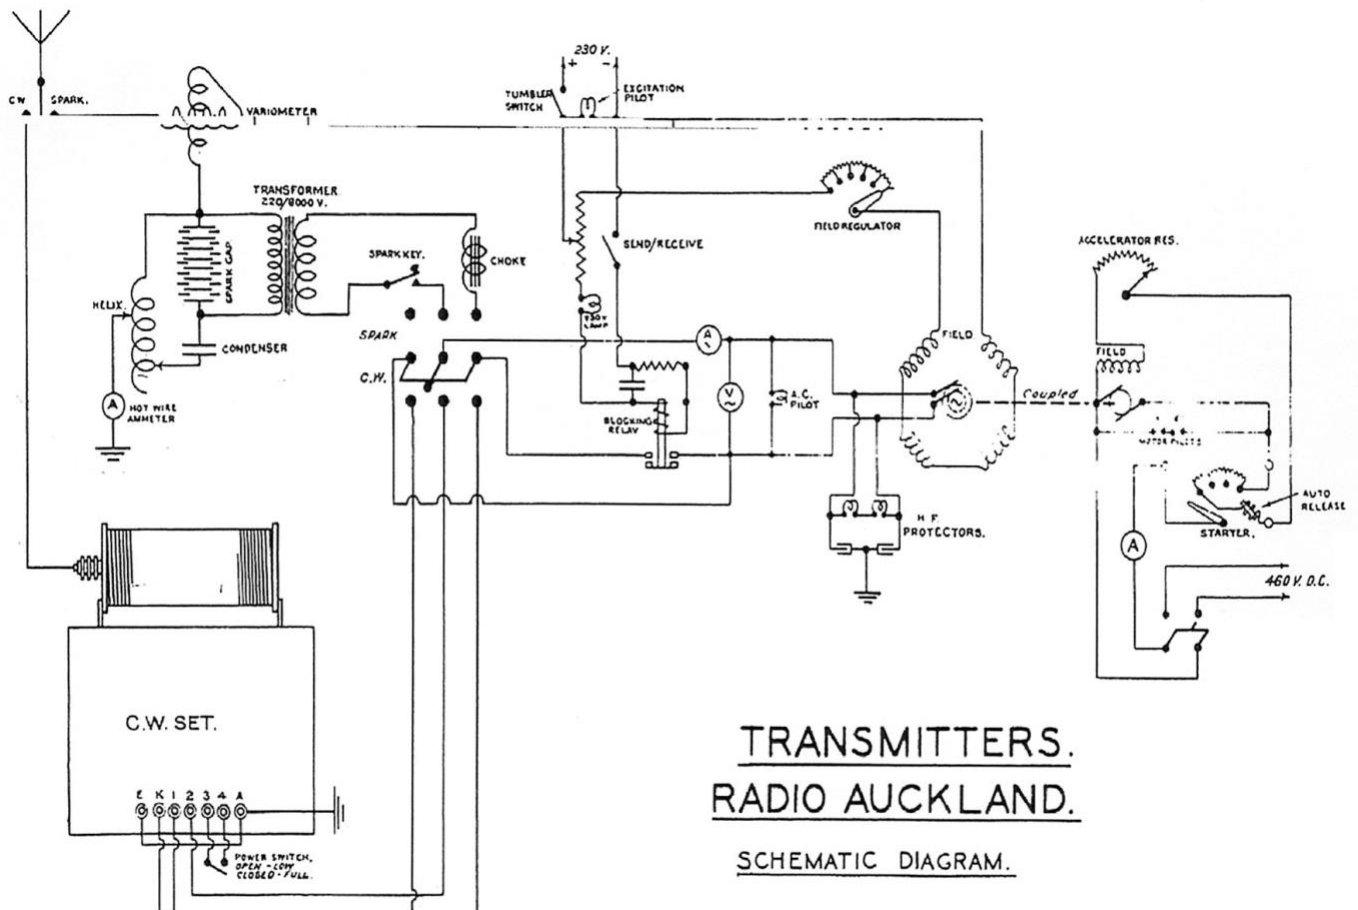 230 V.
+ -
TUMBLER
SWITCH
EXCITATION
PILOT
CW
SPARK.
VARIOMETER
TRANSFORMER
220/8000 V.
SPARK GAP
HELIX.
CONDENSER
A
HOT WIRE
AMMETER
SPARK KEY.
CHOKE
SPARK
C.W.
SEND/RECEIVE
LAMP
BLOCKING
RELAY
FIELD REGULATOR
A
V
A.C.
PILOT
FIELD
Coupled
H.F.
PROTECTORS.
ACCELERATOR RES.
FIELD
MOTOR PILOTS
AUTO
RELEASE
STARTER.
A
460 V. D.C.
C.W. SET.
E K 1 2 3 4 A
POWER SWITCH.
OPEN - LOW
CLOSED - FULL.
TRANSMITTERS.
RADIO AUCKLAND.
SCHEMATIC DIAGRAM.